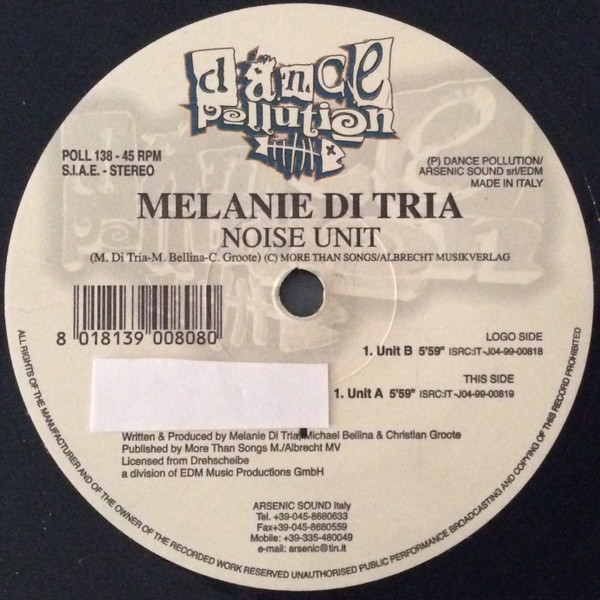 dance
pollution
POLL 138 - 45 RPM
S.I.A.E. - STEREO
(P) DANCE POLLUTION/
ARSENIC SOUND srl/EDM
MADE IN ITALY
MELANIE DI TRIA
NOISE UNIT
(M. Di Tria-M. Bellina-C. Groote) (C) MORE THAN SONGS/ALBRECHT MUSIKVERLAG
8 018139 008080
LOGO SIDE
1. Unit B 5'59" ISRC:IT-J04-99-00818
THIS SIDE
1. Unit A 5'59" ISRC:IT-J04-99-00819
Written & Produced by Melanie Di Tria, Michael Bellina & Christian Groote
Published by More Than Songs M./Albrecht MV
Licensed from Drehscheibe
a division of EDM Music Productions GmbH
ARSENIC SOUND Italy
Tel. +39-045-8680633
Fax+39-045-8680559
Mobile: +39-335-480049
e-mail: arsenic@tin.it
ALL RIGHTS OF THE MANUFACTURER AND OF THE OWNER OF THE RECORDED WORK RESERVED UNAUTHORISED PUBLIC PERFORMANCE BROADCASTING AND COPYING OF THIS RECORD PROHIBITED